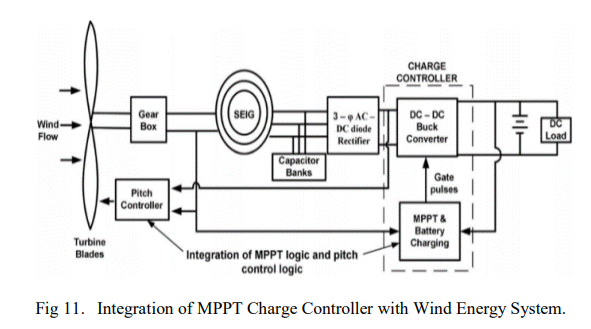 CHARGE
CONTROLLER
Wind
Flow
Gear
Box
SEIG
3 – φ AC –
DC diode
Rectifier
DC – DC
Buck
Converter
DC
Load
Capacitor
Banks
Gate
pulses
Pitch
Controller
MPPT &
Battery
Charging
Turbine
Blades
Integration of MPPT logic and pitch
control logic
Fig 11. Integration of MPPT Charge Controller with Wind Energy System.